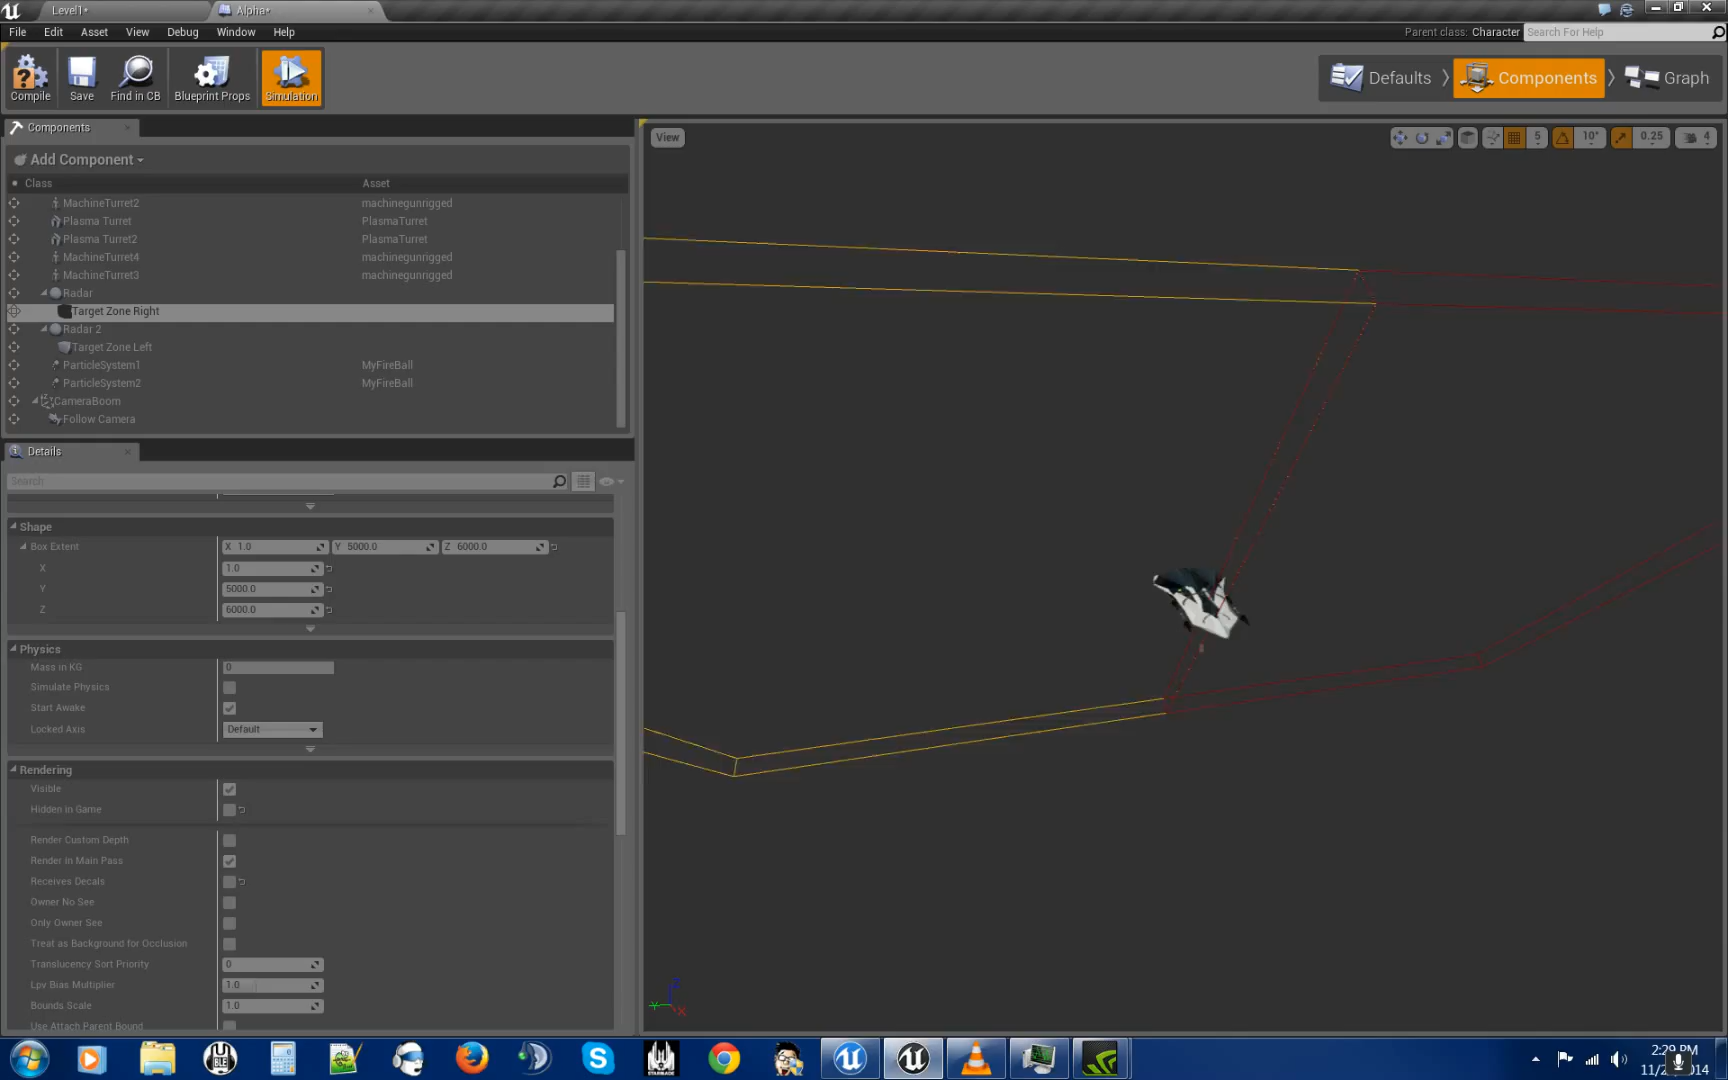 Level1*
Alpha*
File Edit Asset View Debug Window Help
Parent class: Character
Search For Help
Compile
Save
Find in CB
Blueprint Props
Simulation
Defaults
Components
Graph
Components
Add Component
Class Asset
MachineTurret2 machinegunrigged
Plasma Turret PlasmaTurret
Plasma Turret2 PlasmaTurret
MachineTurret4 machinegunrigged
MachineTurret3 machinegunrigged
Radar
Target Zone Right
Radar 2
Target Zone Left
ParticleSystem1 MyFireBall
ParticleSystem2 MyFireBall
CameraBoom
Follow Camera
View
5 10° 0.25 4
Details
Search
Shape
Box Extent X 1.0 Y 5000.0 Z 6000.0
X 1.0
Y 5000.0
Z 6000.0
Physics
Mass in KG 0
Simulate Physics
Start Awake
Locked Axis Default
Rendering
Visible
Hidden in Game
Render Custom Depth
Render in Main Pass
Receives Decals
Owner No See
Only Owner See
Treat as Background for Occlusion
Translucency Sort Priority 0
Lpv Bias Multiplier 1.0
Bounds Scale 1.0
Use Attach Parent Bound
Z
Y
X
2:29 PM